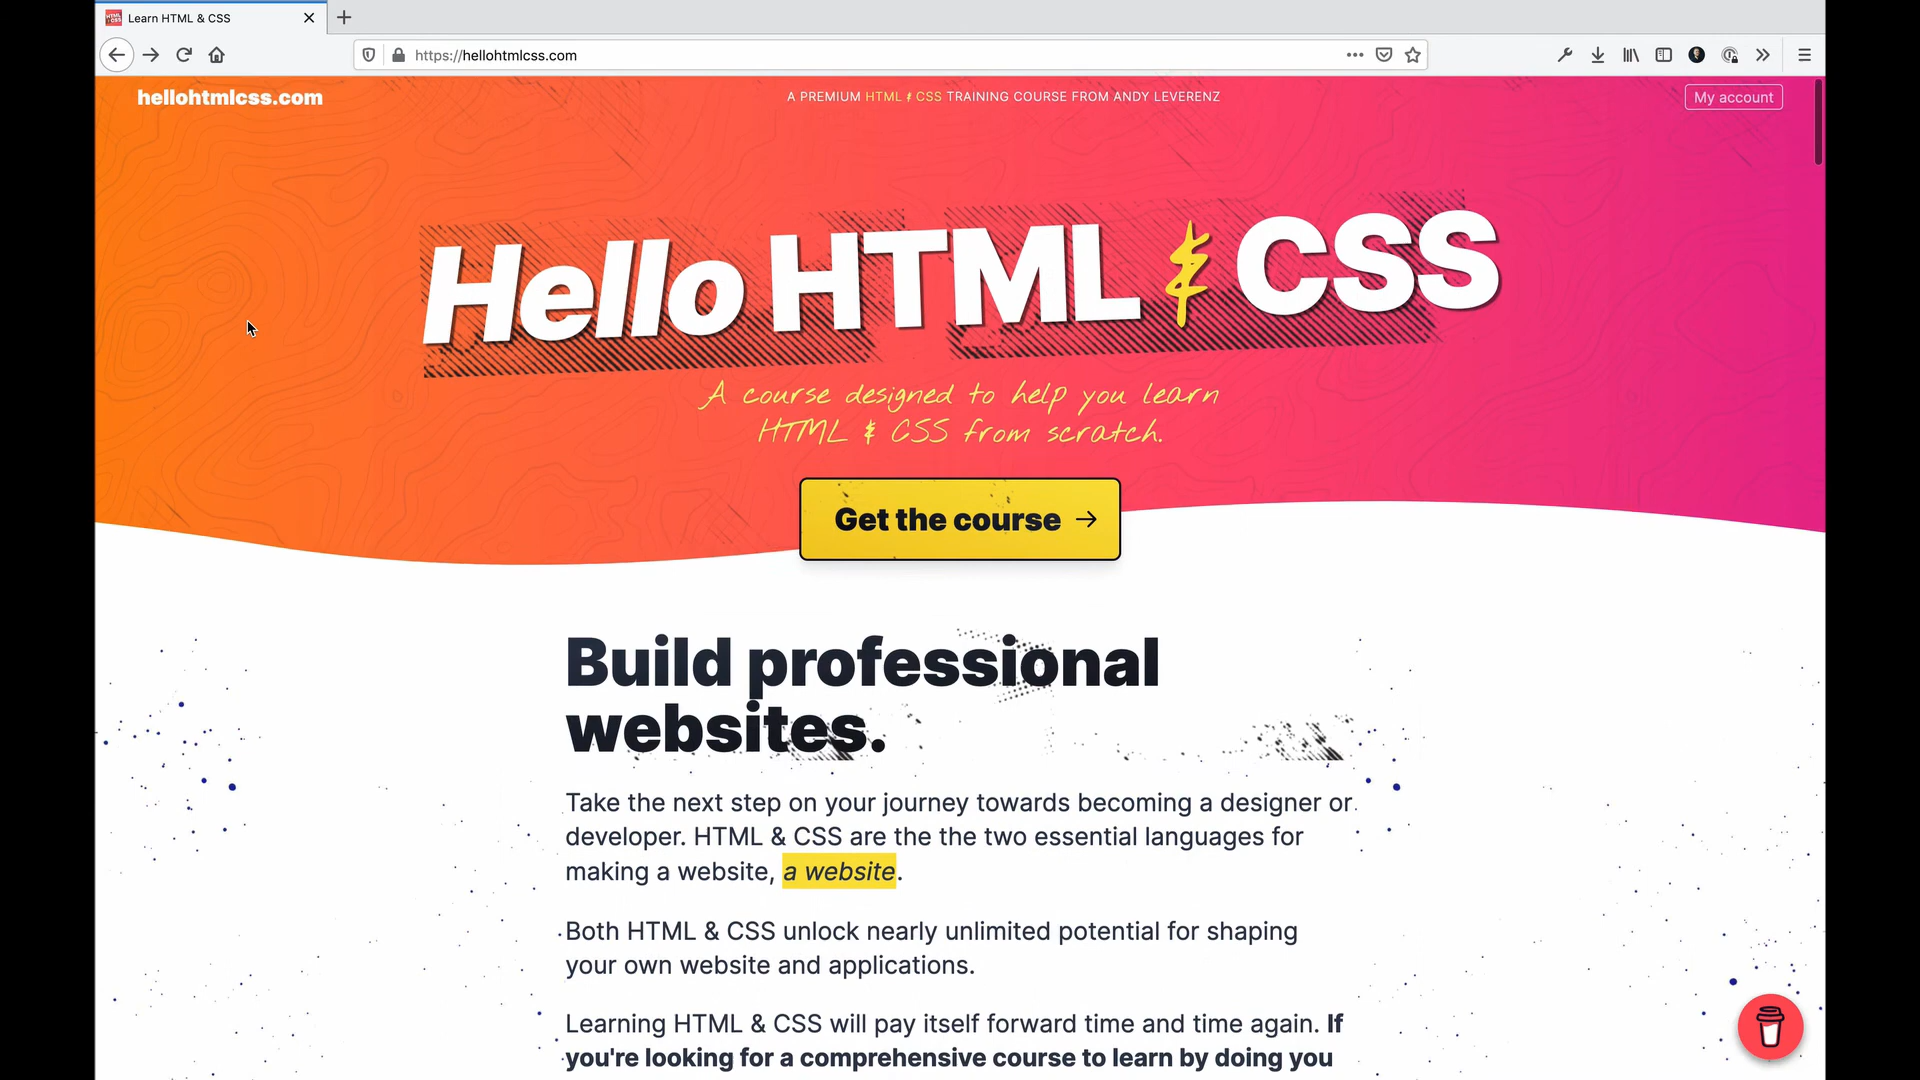 Learn HTML & CSS
https://hellohtmlcss.com
hellohtmlcss.com
A PREMIUM HTML & CSS TRAINING COURSE FROM ANDY LEVERENZ
My account
Hello HTML & CSS
A course designed to help you learn
HTML & CSS from scratch.
Get the course →
Build professional
websites.
Take the next step on your journey towards becoming a designer or
developer. HTML & CSS are the the two essential languages for
making a website, a website.
Both HTML & CSS unlock nearly unlimited potential for shaping
your own website and applications.
Learning HTML & CSS will pay itself forward time and time again. If
you're looking for a comprehensive course to learn by doing you